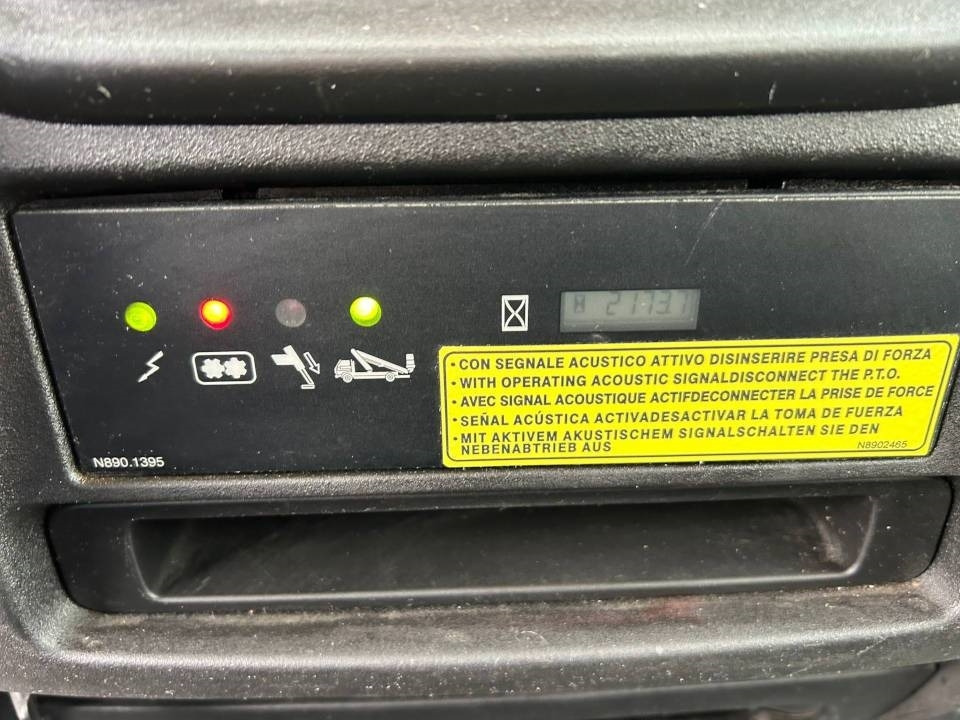 2173.7
• CON SEGNALE ACUSTICO ATTIVO DISINSERIRE PRESA DI FORZA
• WITH OPERATING ACOUSTIC SIGNALDISCONNECT THE P.T.O.
• AVEC SIGNAL ACOUSTIQUE ACTIFDECONNECTER LA PRISE DE FORCE
• SEÑAL ACÚSTICA ACTIVADESACTIVAR LA TOMA DE FUERZA
• MIT AKTIVEM AKUSTISCHEM SIGNALSCHALTEN SIE DEN
NEBENABTRIEB AUS
N8902465
N890.1395